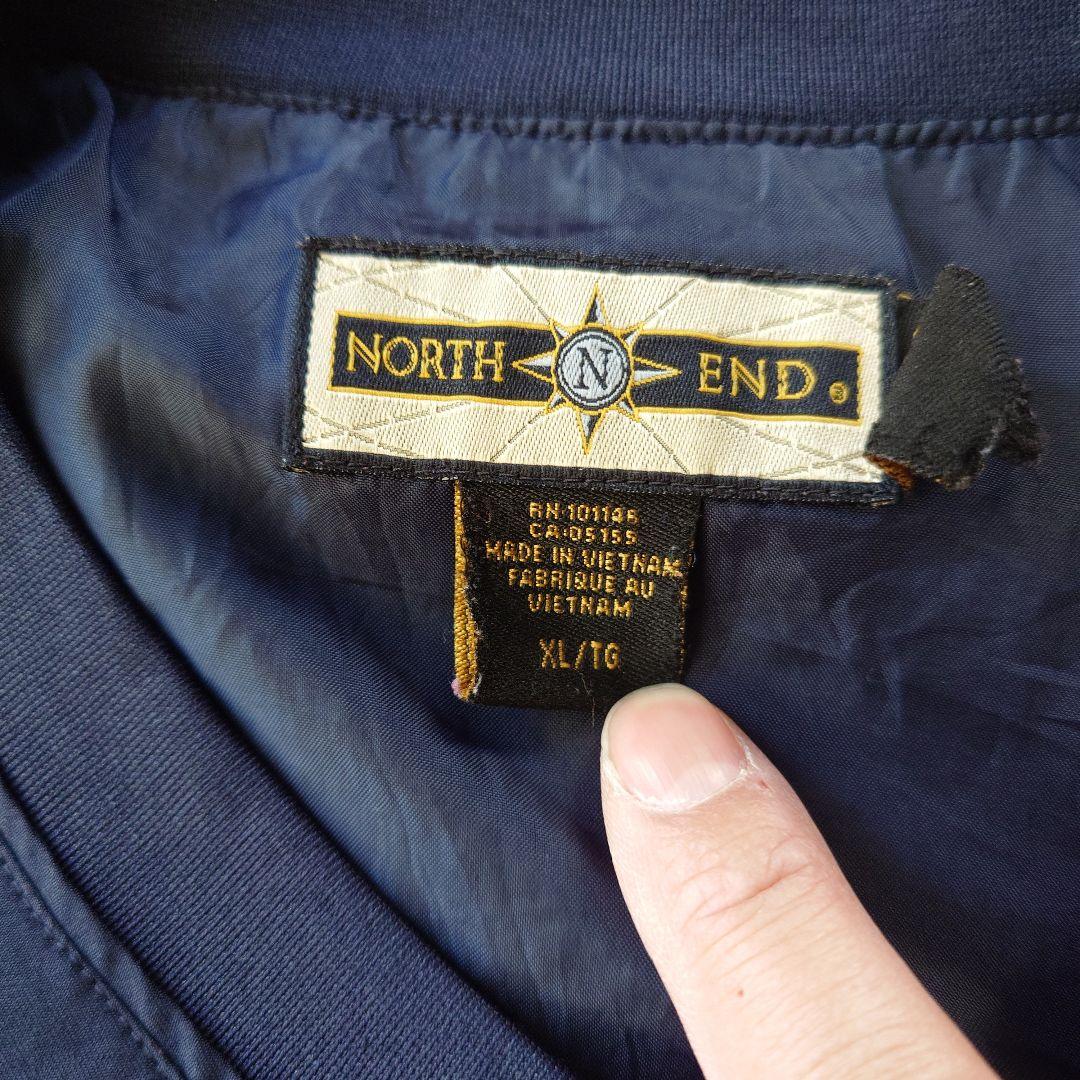 NORTH N END ®
RN 101146
CA 05155
MADE IN VIETNAM
FABRIQUE AU
VIETNAM
XL/TG